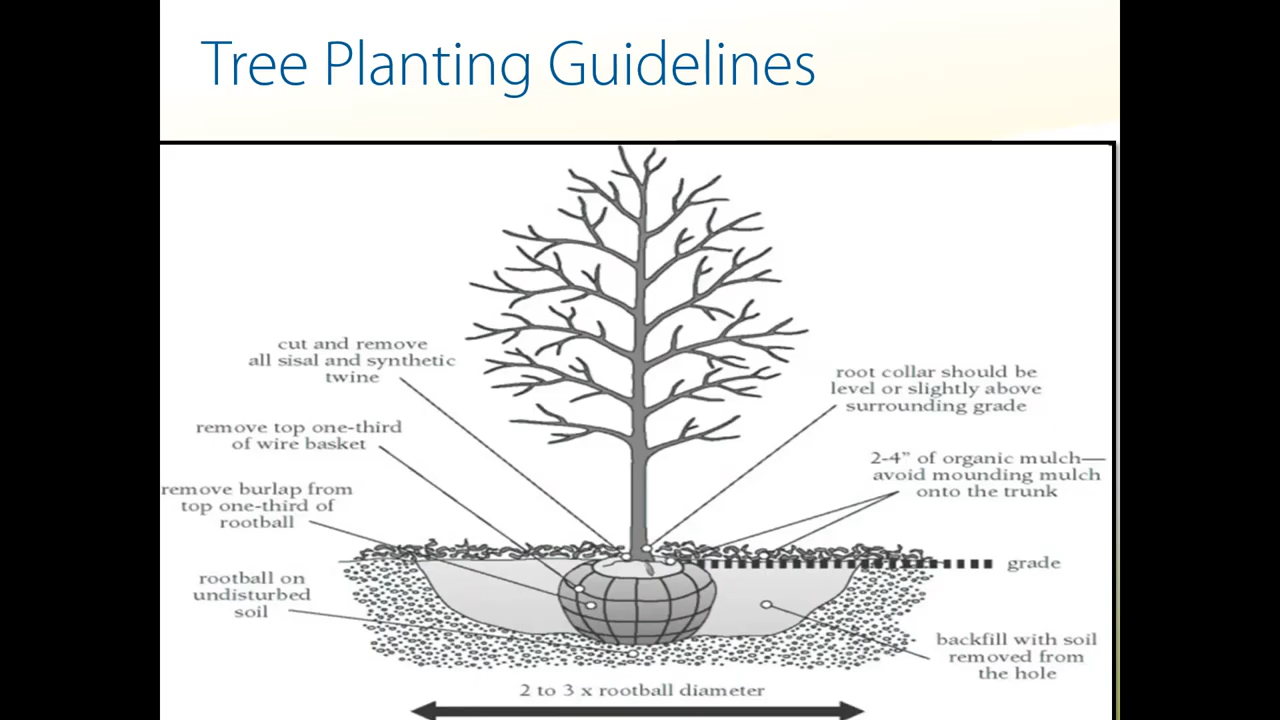 Tree Planting Guidelines
cut and remove
all sisal and synthetic
twine
remove top one-third
of wire basket
remove burlap from
top one-third of
rootball
rootball on
undisturbed
soil
root collar should be
level or slightly above
surrounding grade
2-4” of organic mulch—
avoid mounding mulch
onto the trunk
grade
backfill with soil
removed from
the hole
2 to 3 x rootball diameter